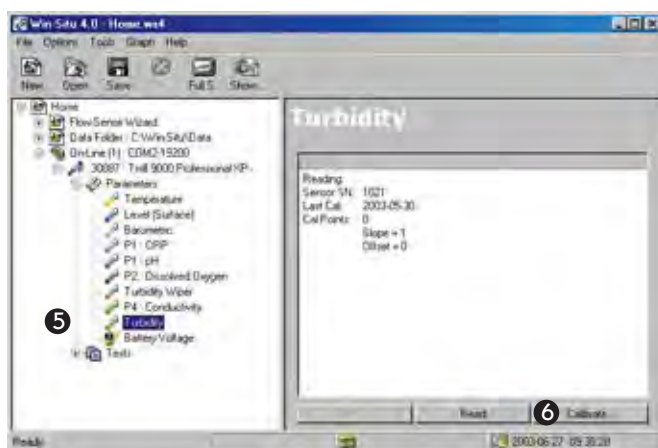 Win-Situ 4.0 - Home.ws4
File Options Tools Graph Help
New Open Save Full S. Show
Home
Flow-Sense Wizard
Data Folder: C:\Win-Situ\Data
On-Line (1) : COM2-19200
30887: Troll 9000 Professional XP -
Parameters
Temperature
Level (Surface)
Barometric
P1: ORP
P1: pH
P2: Dissolved Oxygen
Turbidity Wiper
P4: Conductivity
5
Turbidity
Battery Voltage
Tests
Turbidity
Reading:
Sensor SN: 1021
Last Cal: 2003-05-30
Cal Points: 0
Slope = 1
Offset = 0
Read
6
Calibrate
Ready
2003-06-27 09:38:28